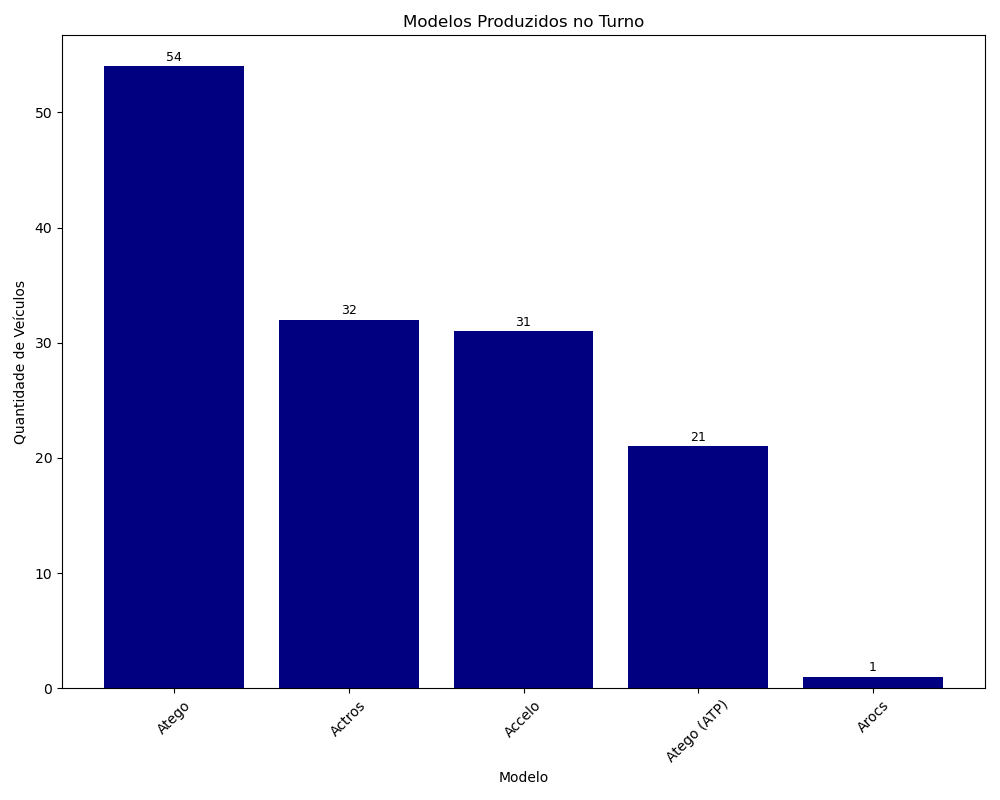 Modelos Produzidos no Turno
Quantidade de Veículos
50
40
30
20
10
0
54
32
31
21
1
Atego
Actros
Accelo
Atego (ATP)
Arocs
Modelo